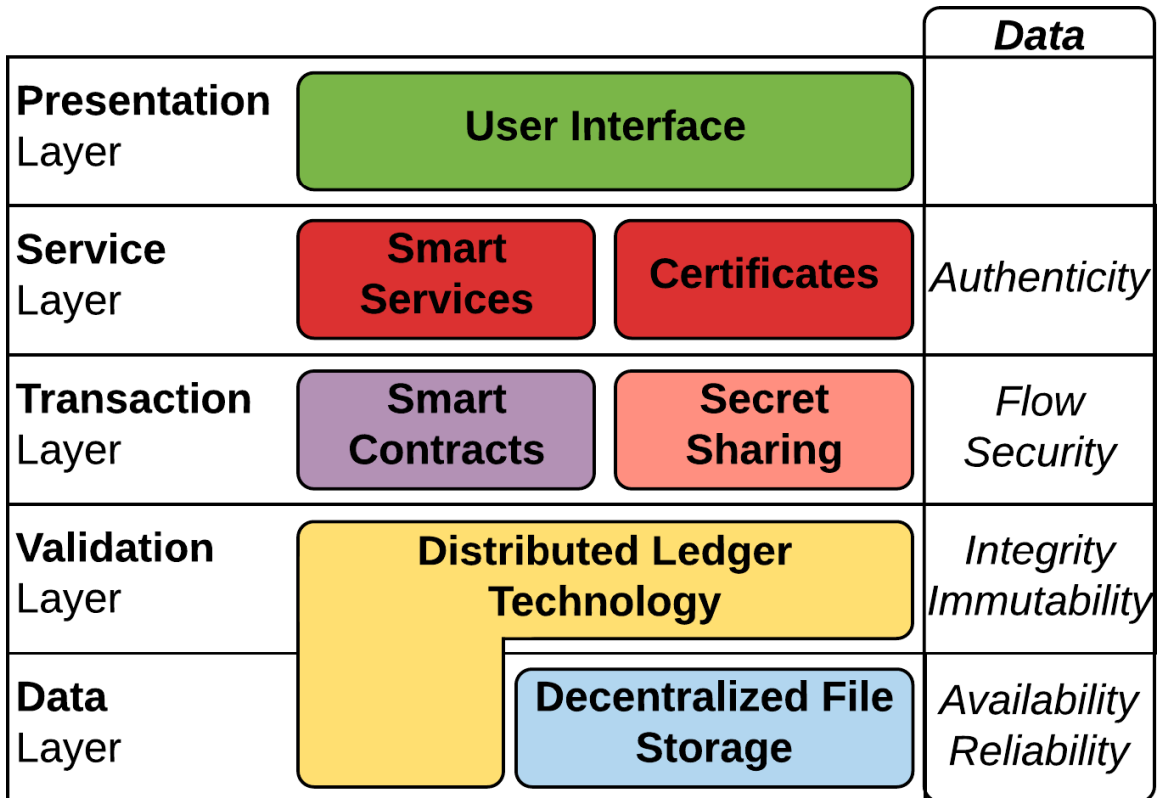 Data
Presentation
Layer
User Interface
Service
Layer
Smart
Services
Certificates
Authenticity
Transaction
Layer
Smart
Contracts
Secret
Sharing
Flow
Security
Validation
Layer
Distributed Ledger
Technology
Integrity
Immutability
Data
Layer
Decentralized File
Storage
Availability
Reliability